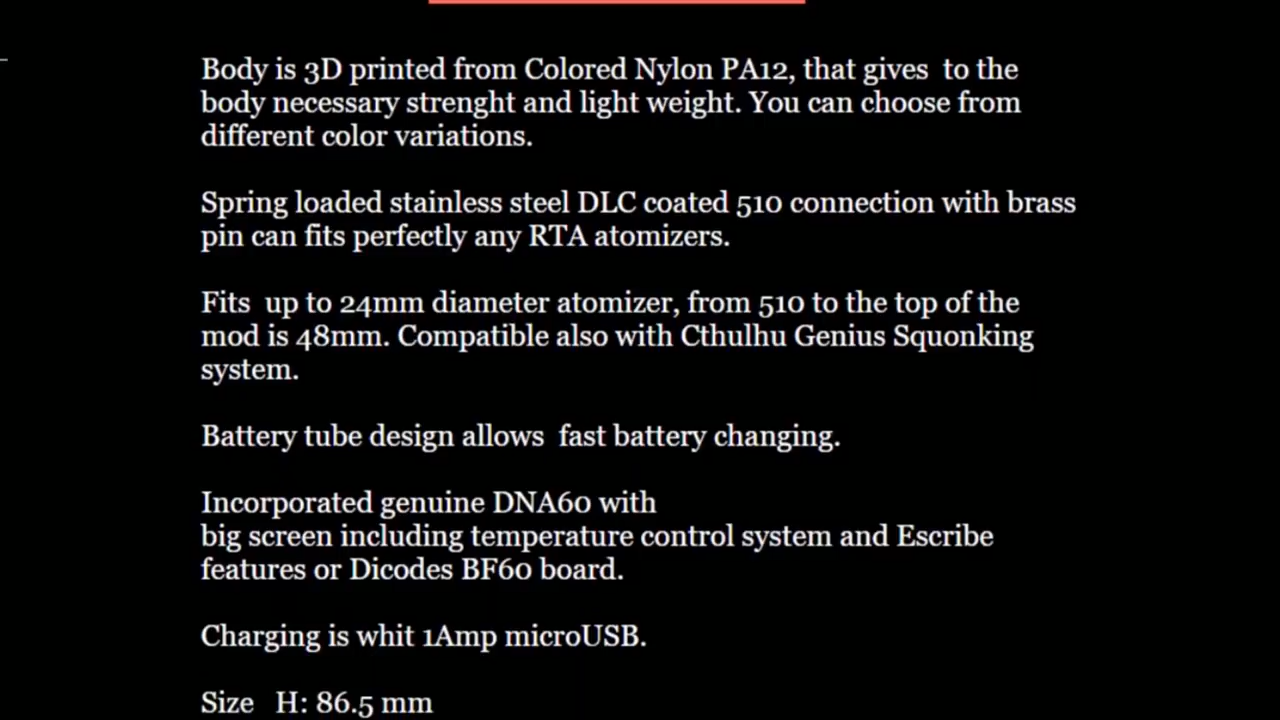 Body is 3D printed from Colored Nylon PA12, that gives  to the
body necessary strenght and light weight. You can choose from
different color variations.
Spring loaded stainless steel DLC coated 510 connection with brass
pin can fits perfectly any RTA atomizers.
Fits  up to 24mm diameter atomizer, from 510 to the top of the
mod is 48mm. Compatible also with Cthulhu Genius Squonking
system.
Battery tube design allows  fast battery changing.
Incorporated genuine DNA60 with
big screen including temperature control system and Escribe
features or Dicodes BF60 board.
Charging is whit 1Amp microUSB.
Size   H: 86.5 mm